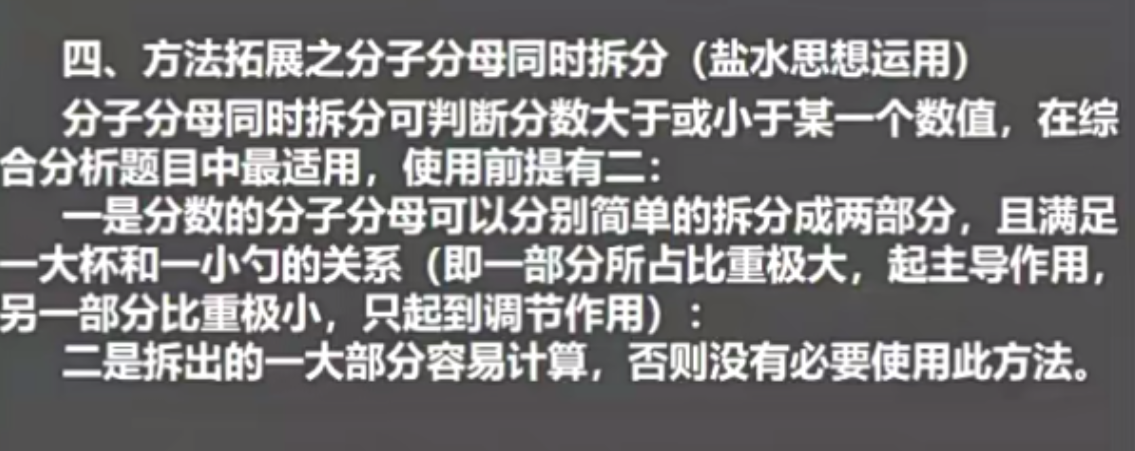 四、方法拓展之分子分母同时拆分（盐水思想运用）
分子分母同时拆分可判断分数大于或小于某一个数值，在综
合分析题目中最适用，使用前提有二：
一是分数的分子分母可以分别简单的拆分成两部分，且满足
一大杯和一小勺的关系（即一部分所占比重极大，起主导作用，
另一部分比重极小，只起到调节作用）：
二是拆出的一大部分容易计算，否则没有必要使用此方法。